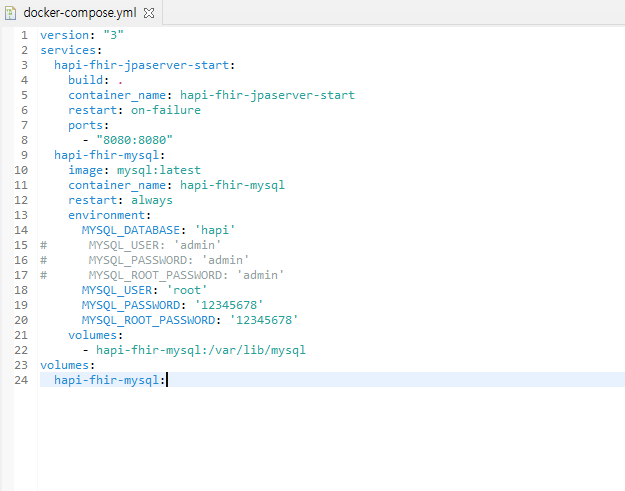 docker-compose.yml
1 version: "3"
2 services:
3   hapi-fhir-jpaserver-start:
4     build: .
5     container_name: hapi-fhir-jpaserver-start
6     restart: on-failure
7     ports:
8       - "8080:8080"
9   hapi-fhir-mysql:
10     image: mysql:latest
11     container_name: hapi-fhir-mysql
12     restart: always
13     environment:
14       MYSQL_DATABASE: 'hapi'
15 #      MYSQL_USER: 'admin'
16 #      MYSQL_PASSWORD: 'admin'
17 #      MYSQL_ROOT_PASSWORD: 'admin'
18       MYSQL_USER: 'root'
19       MYSQL_PASSWORD: '12345678'
20       MYSQL_ROOT_PASSWORD: '12345678'
21     volumes:
22       - hapi-fhir-mysql:/var/lib/mysql
23 volumes:
24   hapi-fhir-mysql: